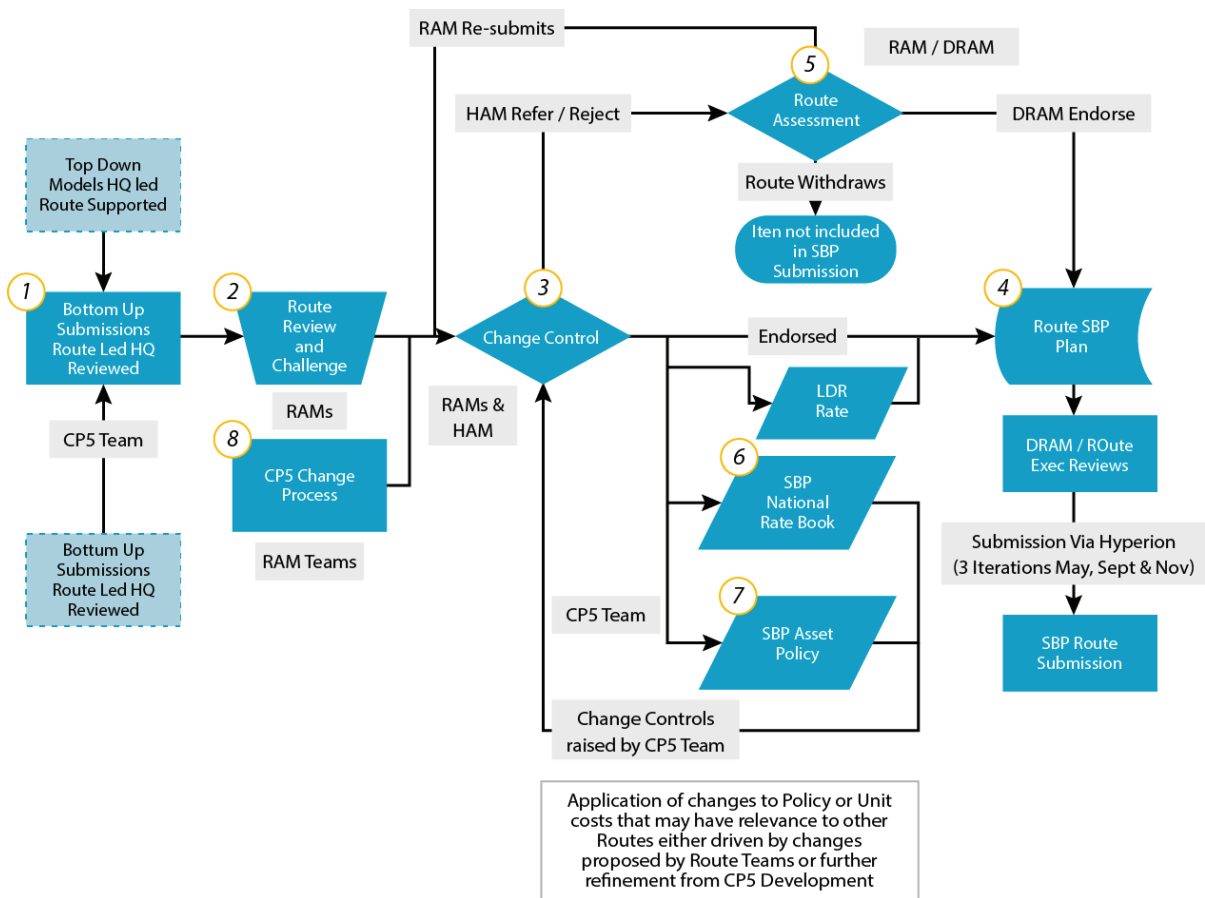 RAM Re-submits
RAM / DRAM
5
Route
Assessment
HAM Refer / Reject
DRAM Endorse
Top Down
Models HQ led
Route Supported
Route Withdraws
Iten not included
in SBP
Submission
1
Bottom Up
Submissions
Route Led HQ
Reviewed
2
Route
Review
and
Challenge
RAMs
3
Change Control
RAMs &
HAM
Endorsed
4
Route SBP
Plan
LDR
Rate
CP5 Team
8
CP5 Change
Process
RAM Teams
6
SBP
National
Rate Book
DRAM / ROute
Exec Reviews
Submission Via Hyperion
(3 Iterations May, Sept & Nov)
Bottum Up
Submissions
Route Led HQ
Reviewed
CP5 Team
7
SBP Asset
Policy
SBP Route
Submission
Change Controls
raised by CP5 Team
Application of changes to Policy or Unit
costs that may have relevance to other
Routes either driven by changes
proposed by Route Teams or further
refinement from CP5 Development